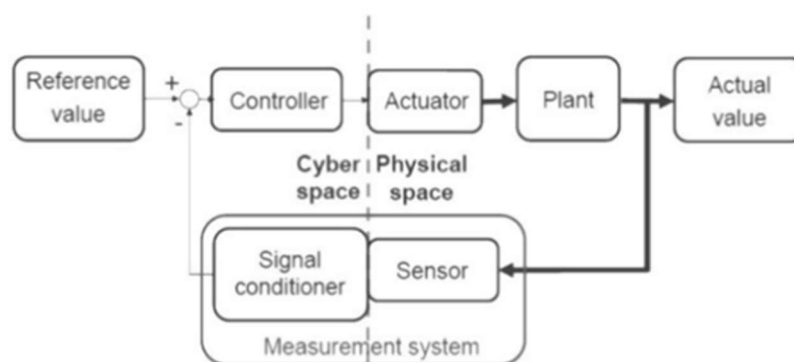 Reference
value
+
-
Controller
Actuator
Plant
Actual
value
Cyber Physical
space space
Signal
conditioner
Sensor
Measurement system